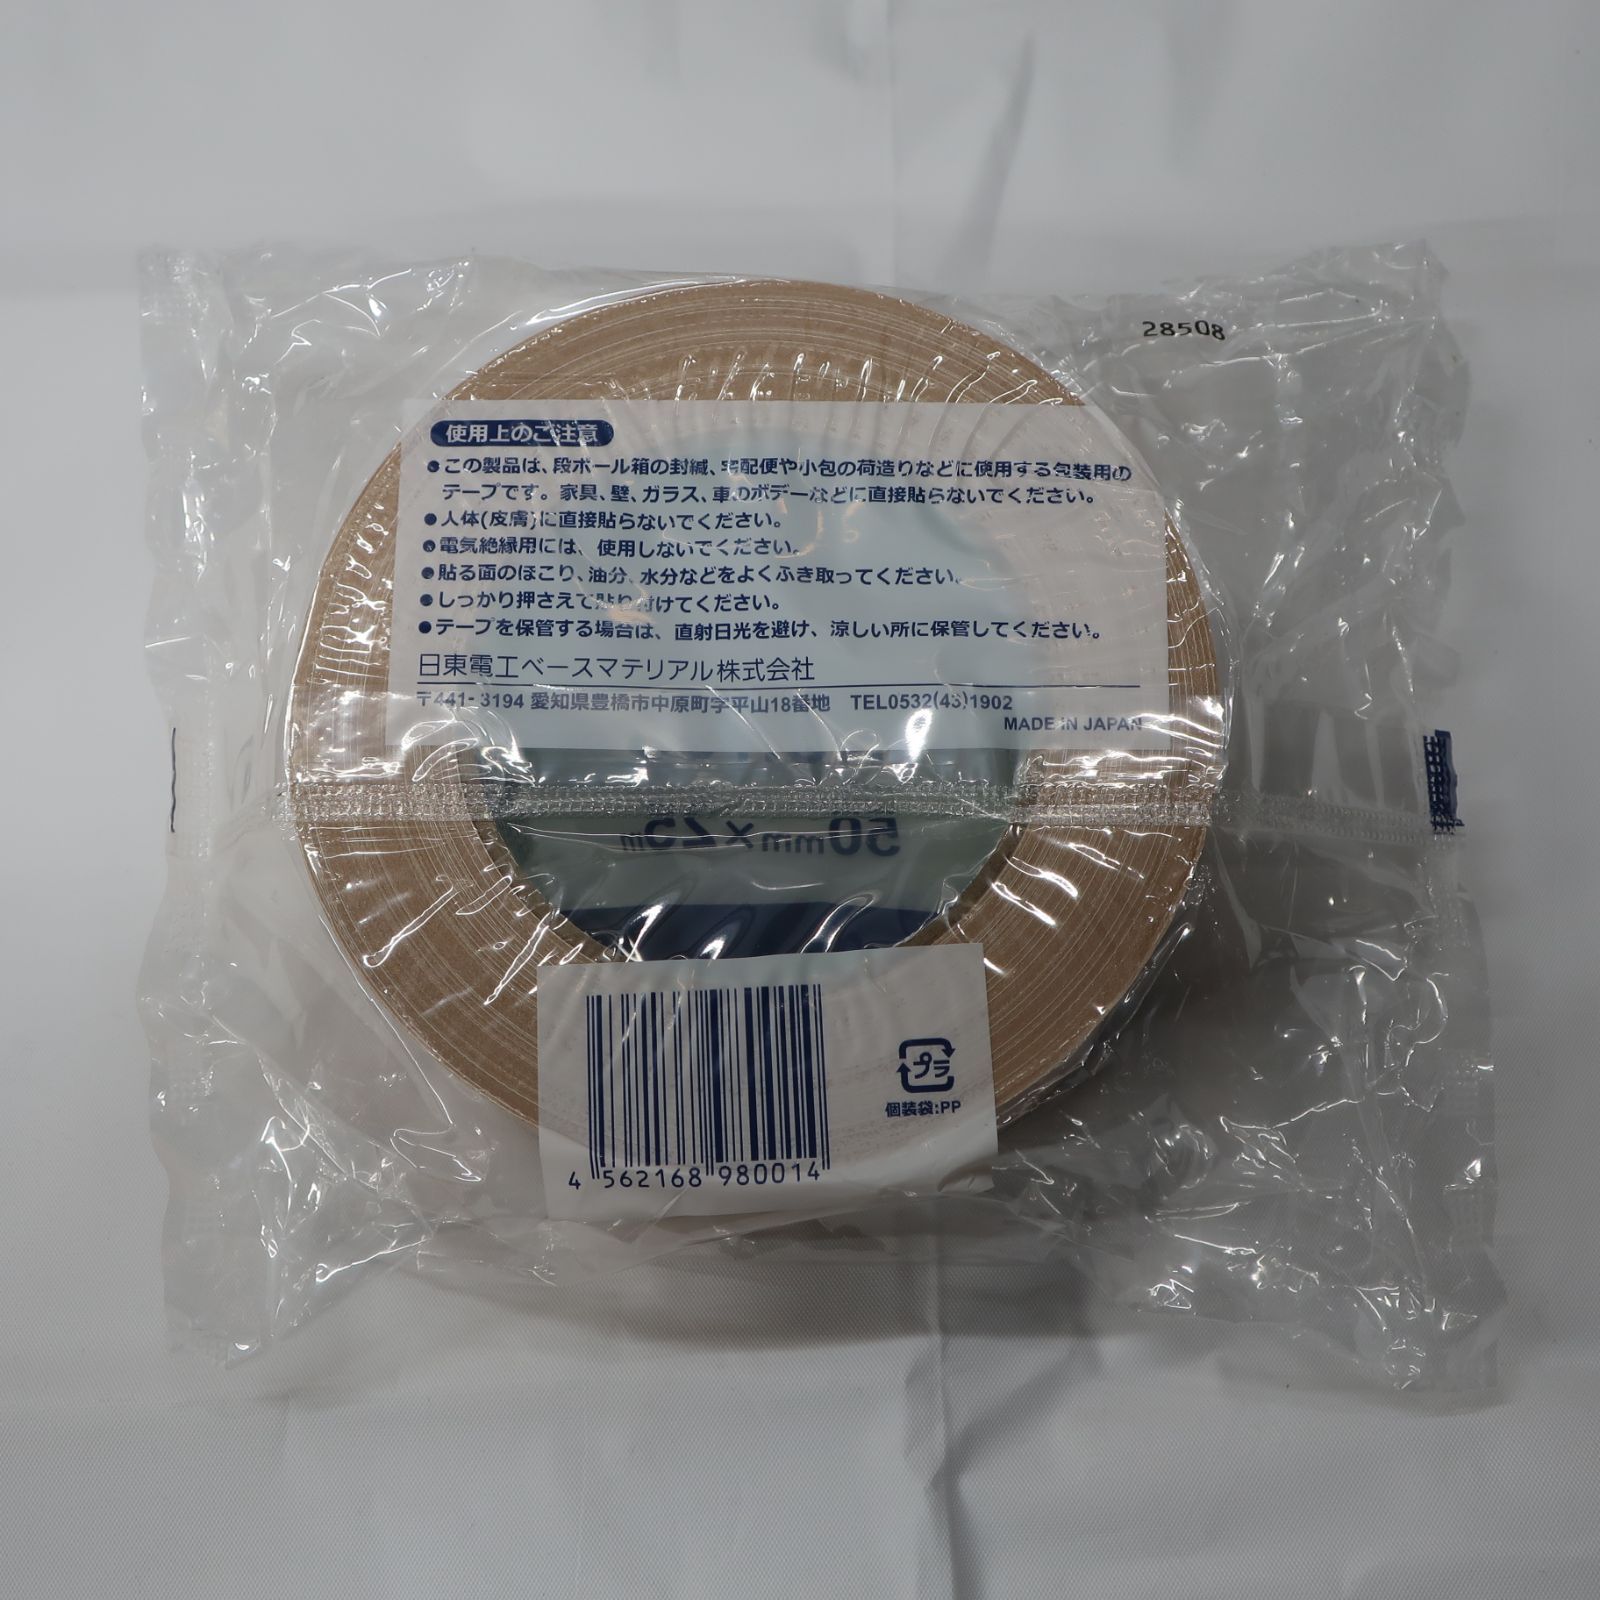 28508
使用上のご注意
●この製品は、段ボール箱の封緘、宅配便や小包の荷造りなどに使用する包装用の
テープです。家具、壁、ガラス、車のボデーなどに直接貼らないでください。
●人体(皮膚)に直接貼らないでください。
●電気絶縁用には、使用しないでください。
●貼る面のほこり、油分、水分などをよくふき取ってください。
●しっかり押さえて貼り付けてください。
●テープを保管する場合は、直射日光を避け、涼しい所に保管してください。
日東電工ベースマテリアル株式会社
〒441-3194 愛知県豊橋市中原町字平山18番地 TEL0532(43)1902
MADE IN JAPAN
50mm×25m
プラ
個装袋:PP
4 562168 980014